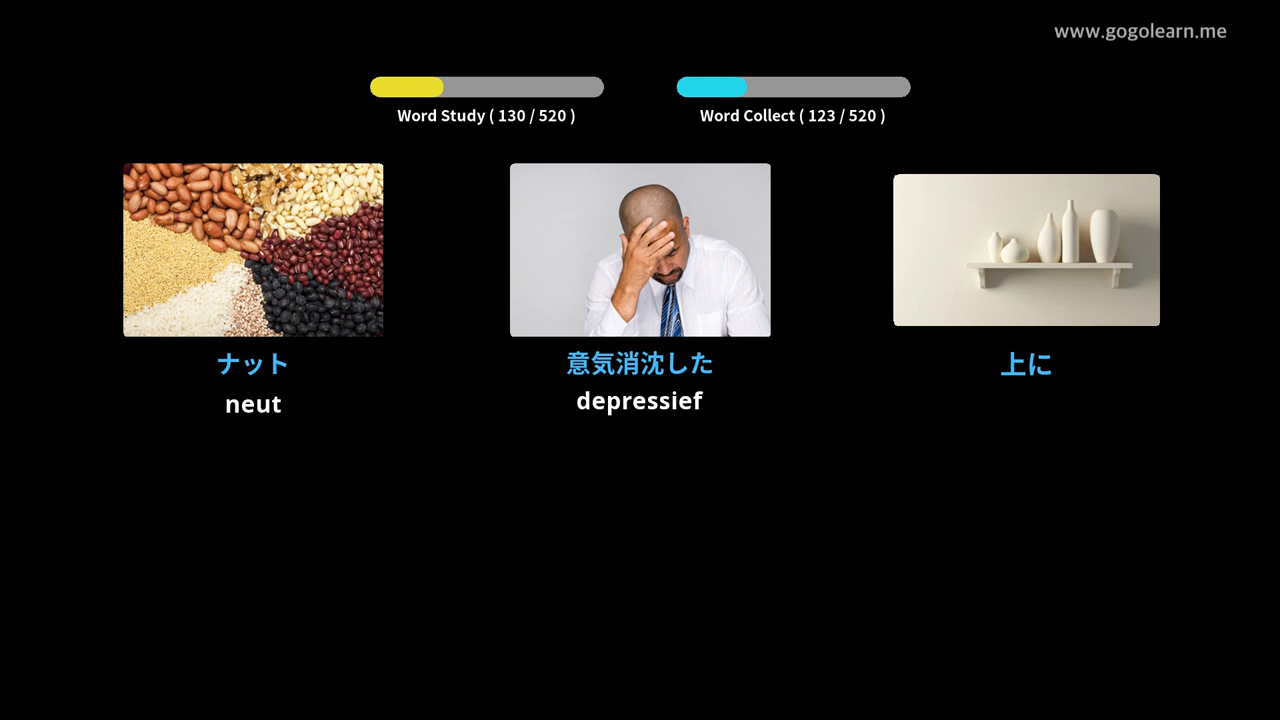 www.gogolearn.me
Word Study ( 130 / 520 )
Word Collect ( 123 / 520 )
ナット
neut
意気消沈した
depressief
上に